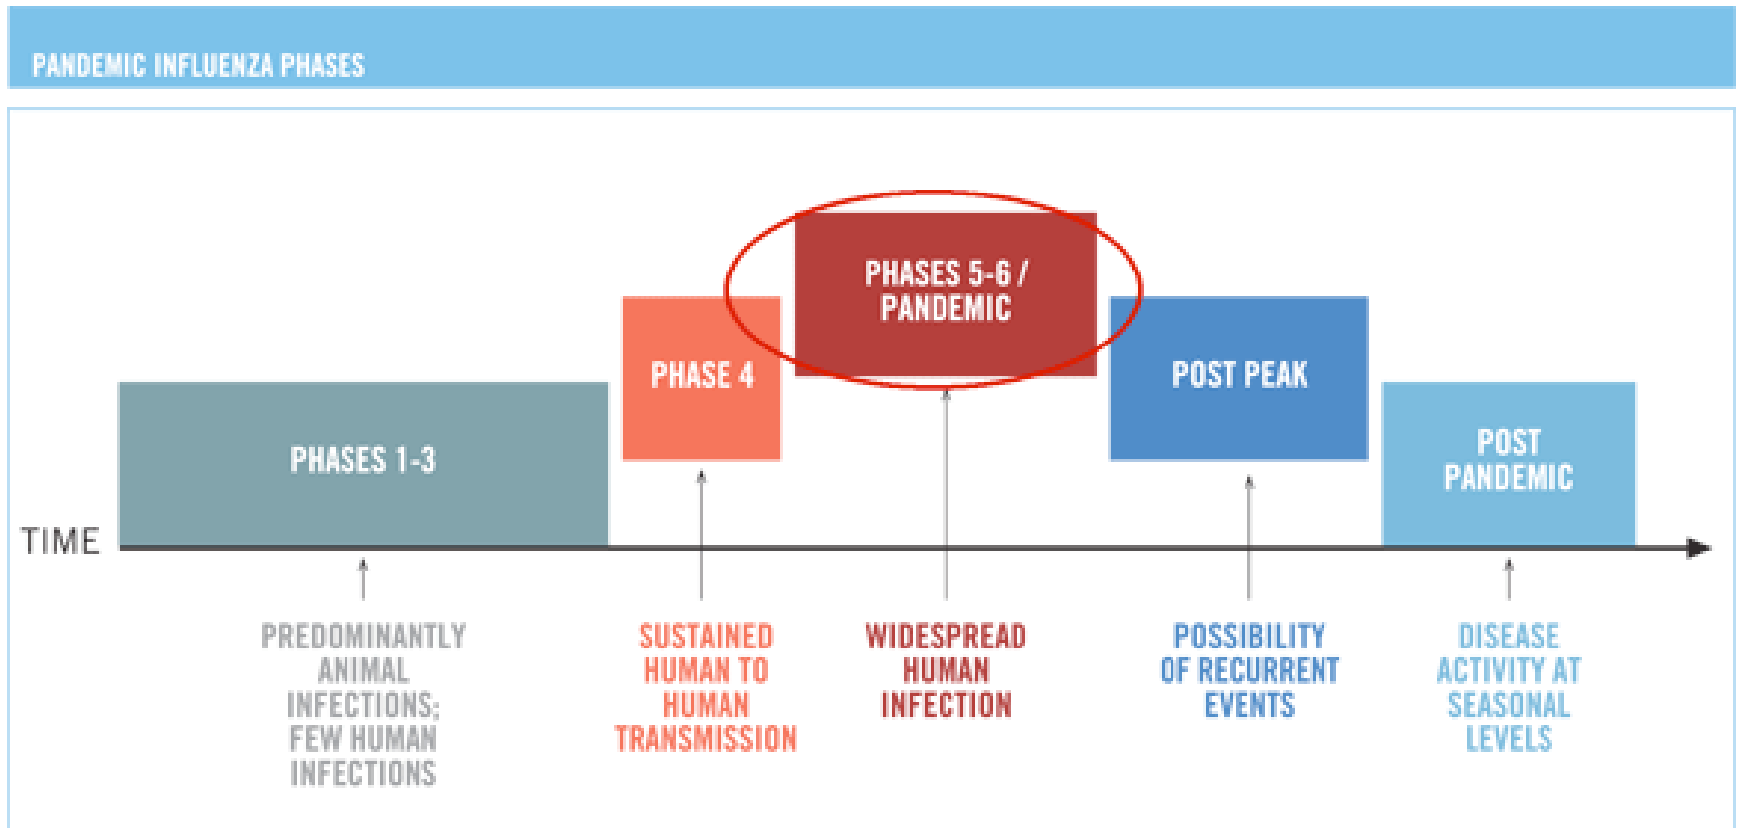 PANDEMIC INFLUENZA PHASES
PHASES 5-6 /
PANDEMIC
PHASE 4
POST PEAK
PHASES 1-3
POST
PANDEMIC
TIME
PREDOMINANTLY
ANIMAL
INFECTIONS;
FEW HUMAN
INFECTIONS
SUSTAINED
HUMAN TO
HUMAN
TRANSMISSION
WIDESPREAD
HUMAN
INFECTION
POSSIBILITY
OF RECURRENT
EVENTS
DISEASE
ACTIVITY AT
SEASONAL
LEVELS